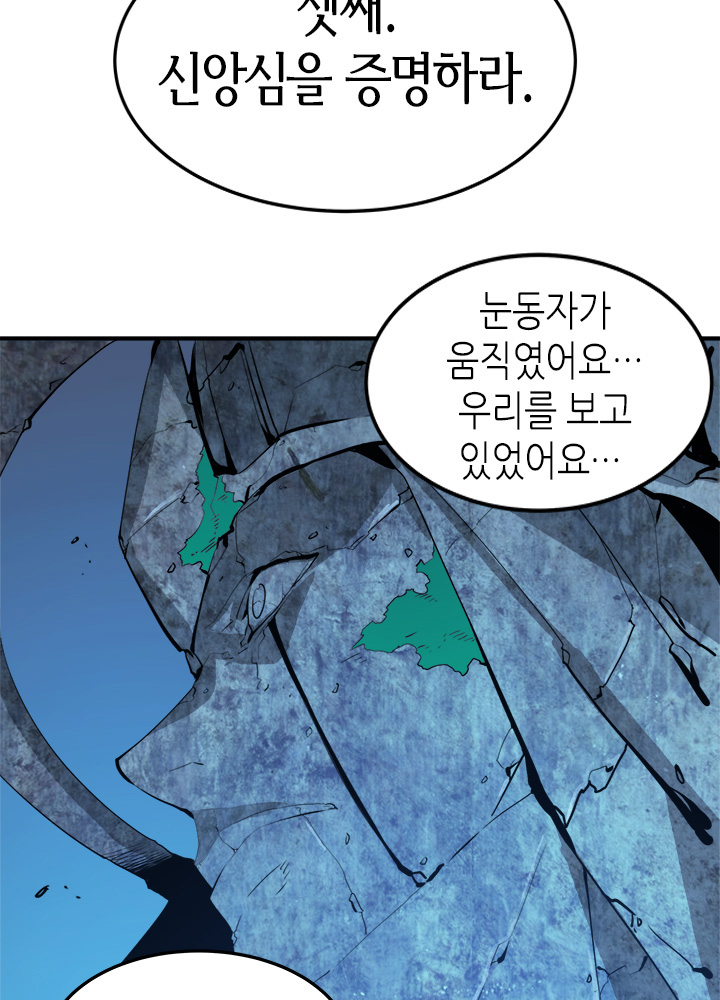 셋째.
신앙심을 증명하라.
눈동자가
움직였어요…
우리를 보고
있었어요…